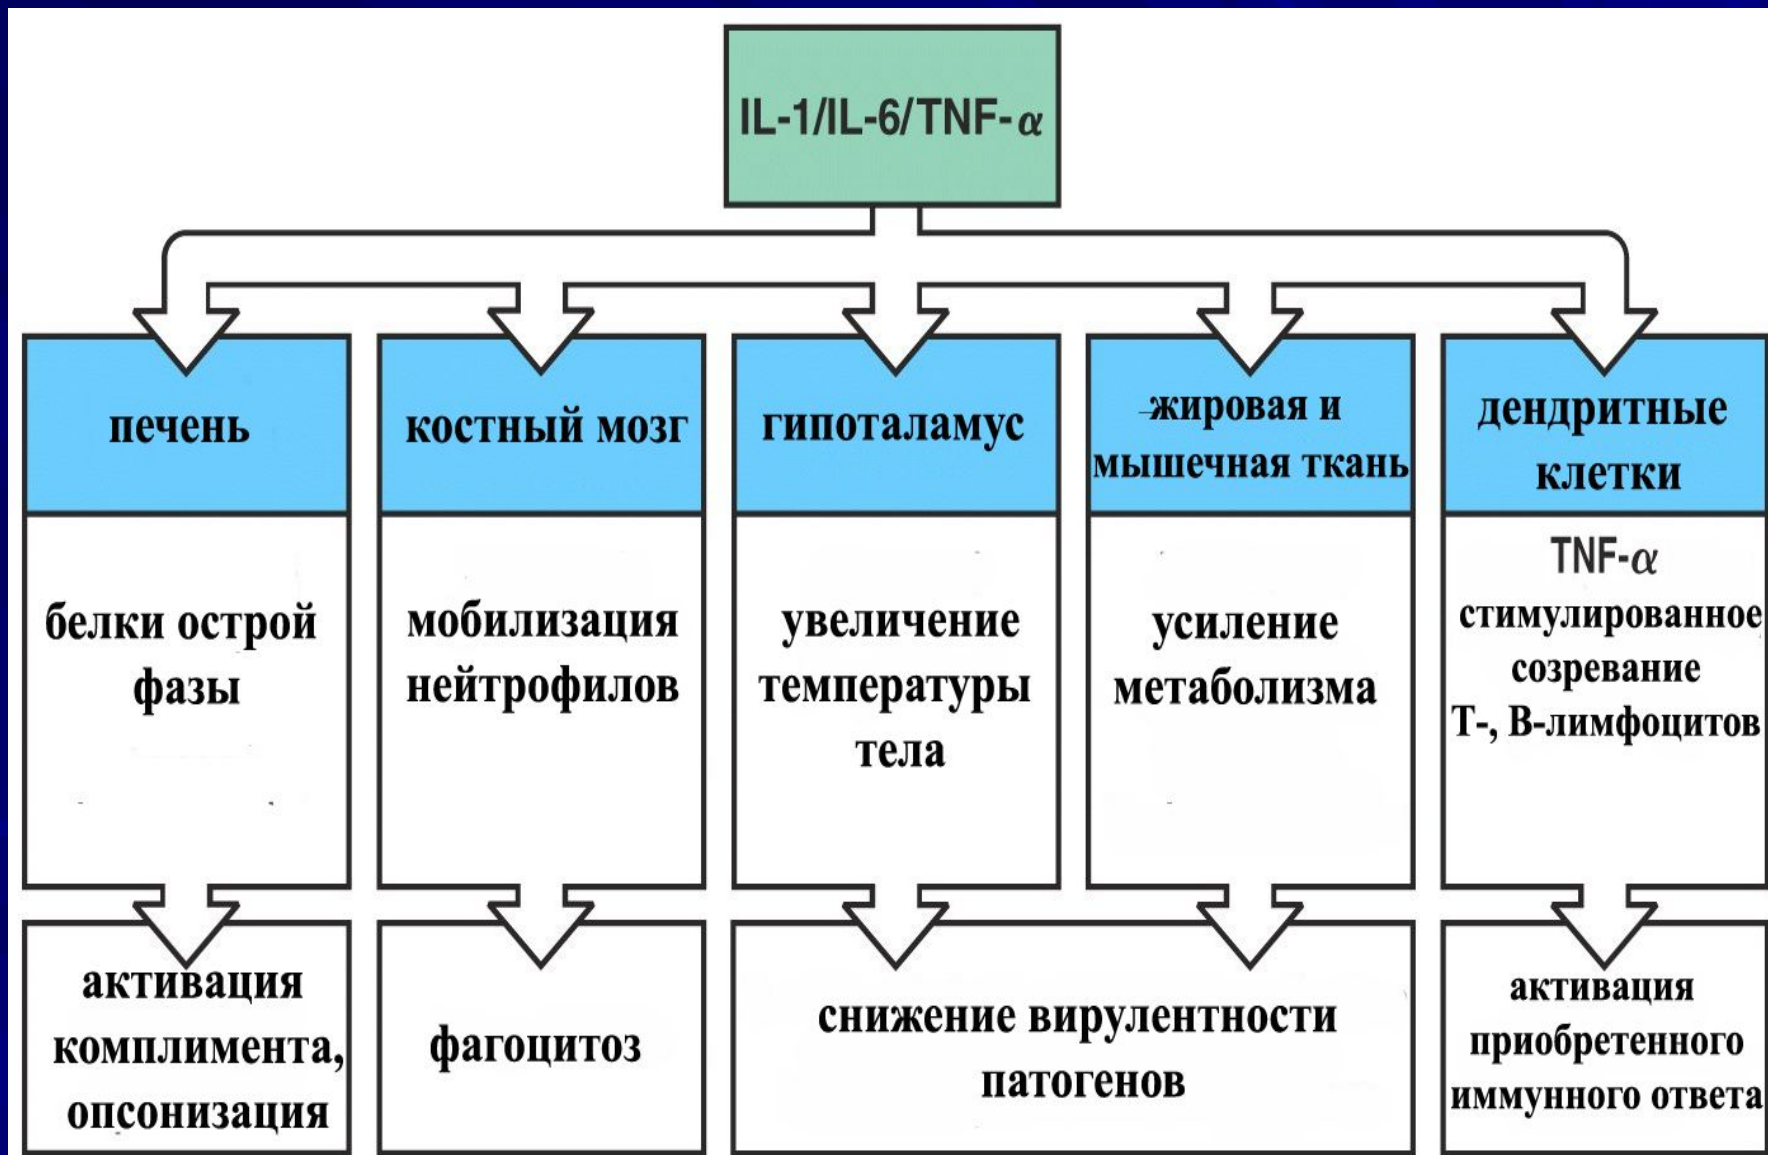 IL-1/IL-6/TNF-α
печень
костный мозг
гипоталамус
жировая и
мышечная ткань
дендритные
клетки
белки острой
фазы
мобилизация
нейтрофилов
увеличение
температуры
тела
усиление
метаболизма
TNF-α
стимулированное
созревание
Т-, В-лимфоцитов
активация
комплимента,
опсонизация
фагоцитоз
снижение вирулентности
патогенов
активация
приобретенного
иммунного ответа